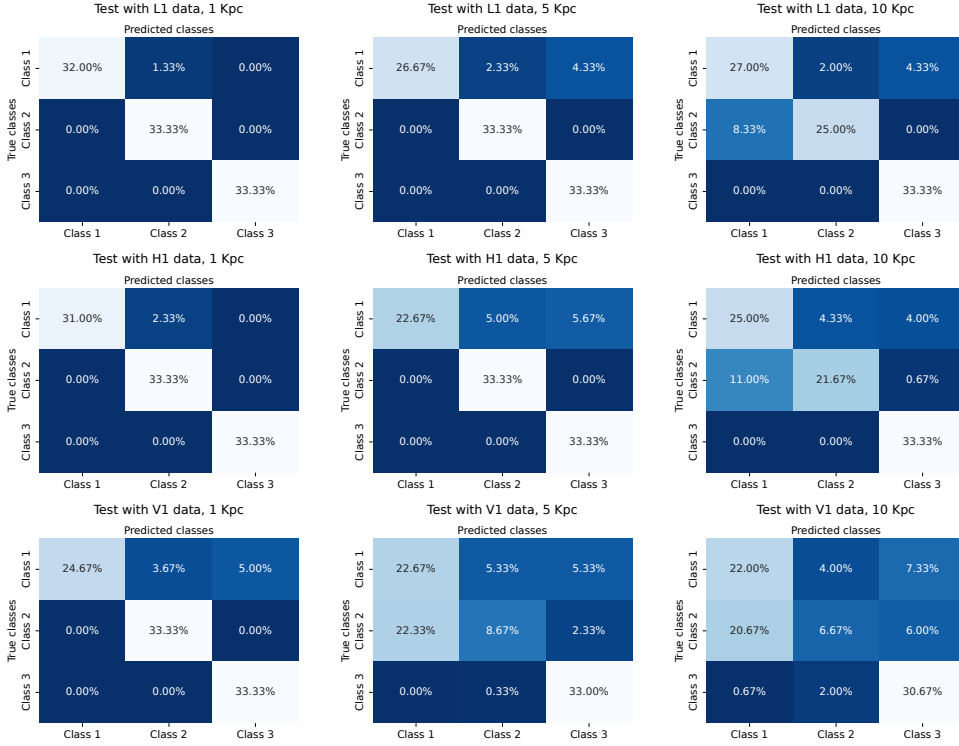 Test with L1 data, 1 Kpc
Predicted classes
True classes
Class 1
32.00% 1.33% 0.00%
Class 2
0.00% 33.33% 0.00%
Class 3
0.00% 0.00% 33.33%
Class 1 Class 2 Class 3
Test with L1 data, 5 Kpc
Predicted classes
True classes
Class 1
26.67% 2.33% 4.33%
Class 2
0.00% 33.33% 0.00%
Class 3
0.00% 0.00% 33.33%
Class 1 Class 2 Class 3
Test with L1 data, 10 Kpc
Predicted classes
True classes
Class 1
27.00% 2.00% 4.33%
Class 2
8.33% 25.00% 0.00%
Class 3
0.00% 0.00% 33.33%
Class 1 Class 2 Class 3
Test with H1 data, 1 Kpc
Predicted classes
True classes
Class 1
31.00% 2.33% 0.00%
Class 2
0.00% 33.33% 0.00%
Class 3
0.00% 0.00% 33.33%
Class 1 Class 2 Class 3
Test with H1 data, 5 Kpc
Predicted classes
True classes
Class 1
22.67% 5.00% 5.67%
Class 2
0.00% 33.33% 0.00%
Class 3
0.00% 0.00% 33.33%
Class 1 Class 2 Class 3
Test with H1 data, 10 Kpc
Predicted classes
True classes
Class 1
25.00% 4.33% 4.00%
Class 2
11.00% 21.67% 0.67%
Class 3
0.00% 0.00% 33.33%
Class 1 Class 2 Class 3
Test with V1 data, 1 Kpc
Predicted classes
True classes
Class 1
24.67% 3.67% 5.00%
Class 2
0.00% 33.33% 0.00%
Class 3
0.00% 0.00% 33.33%
Class 1 Class 2 Class 3
Test with V1 data, 5 Kpc
Predicted classes
True classes
Class 1
22.67% 5.33% 5.33%
Class 2
22.33% 8.67% 2.33%
Class 3
0.00% 0.33% 33.00%
Class 1 Class 2 Class 3
Test with V1 data, 10 Kpc
Predicted classes
True classes
Class 1
22.00% 4.00% 7.33%
Class 2
20.67% 6.67% 6.00%
Class 3
0.67% 2.00% 30.67%
Class 1 Class 2 Class 3